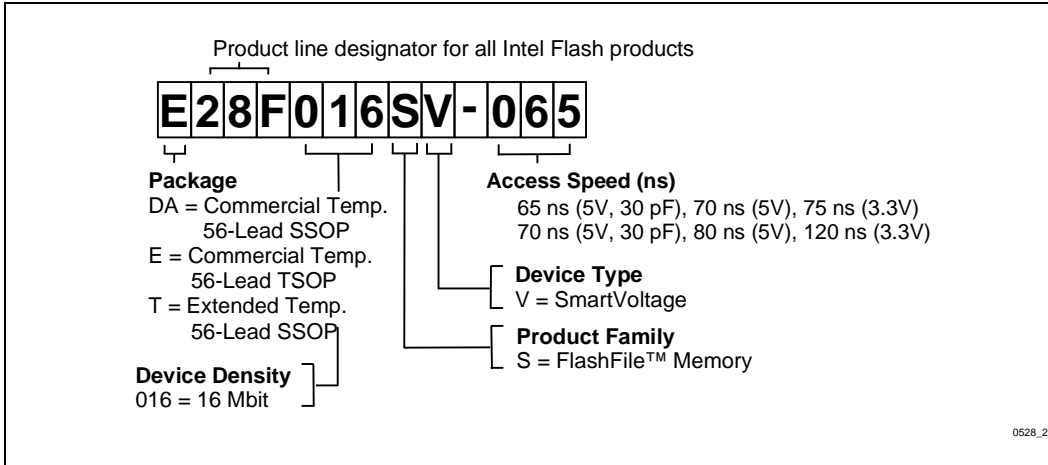 Product line designator for all Intel Flash products
E28F016SV-065
Package
DA = Commercial Temp.
56-Lead SSOP
E = Commercial Temp.
56-Lead TSOP
T = Extended Temp.
56-Lead SSOP
Device Density
016 = 16 Mbit
Access Speed (ns)
65 ns (5V, 30 pF), 70 ns (5V), 75 ns (3.3V)
70 ns (5V, 30 pF), 80 ns (5V), 120 ns (3.3V)
Device Type
V = SmartVoltage
Product Family
S = FlashFile™ Memory
0528_2